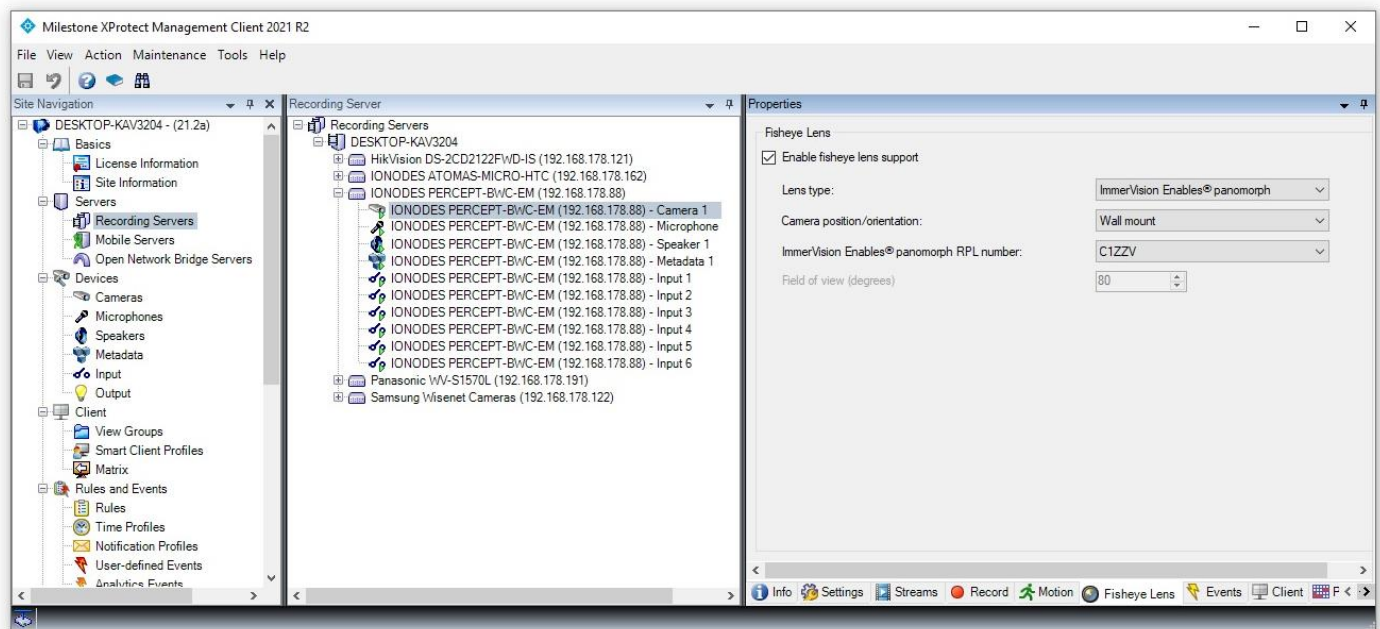 Milestone XProtect Management Client 2021 R2
File View Action Maintenance Tools Help
Site Navigation
DESKTOP-KAV3204 - (21.2a)
Basics
License Information
Site Information
Servers
Recording Servers
Mobile Servers
Open Network Bridge Servers
Devices
Cameras
Microphones
Speakers
Metadata
Input
Output
Client
View Groups
Smart Client Profiles
Matrix
Rules and Events
Rules
Time Profiles
Notification Profiles
User-defined Events
Analytics Events
Recording Server
Recording Servers
DESKTOP-KAV3204
HikVision DS-2CD2122FWD-IS (192.168.178.121)
IONODES ATOMAS-MICRO-HTC (192.168.178.162)
IONODES PERCEPT-BWC-EM (192.168.178.88)
IONODES PERCEPT-BWC-EM (192.168.178.88) - Camera 1
IONODES PERCEPT-BWC-EM (192.168.178.88) - Microphone
IONODES PERCEPT-BWC-EM (192.168.178.88) - Speaker 1
IONODES PERCEPT-BWC-EM (192.168.178.88) - Metadata 1
IONODES PERCEPT-BWC-EM (192.168.178.88) - Input 1
IONODES PERCEPT-BWC-EM (192.168.178.88) - Input 2
IONODES PERCEPT-BWC-EM (192.168.178.88) - Input 3
IONODES PERCEPT-BWC-EM (192.168.178.88) - Input 4
IONODES PERCEPT-BWC-EM (192.168.178.88) - Input 5
IONODES PERCEPT-BWC-EM (192.168.178.88) - Input 6
Panasonic WV-S1570L (192.168.178.191)
Samsung Wisenet Cameras (192.168.178.122)
Properties
Fisheye Lens
Enable fisheye lens support
Lens type: ImmerVision Enables® panomorph
Camera position/orientation: Wall mount
ImmerVision Enables® panomorph RPL number: C1ZZV
Field of view (degrees) 80
Info Settings Streams Record Motion Fisheye Lens Events Client P